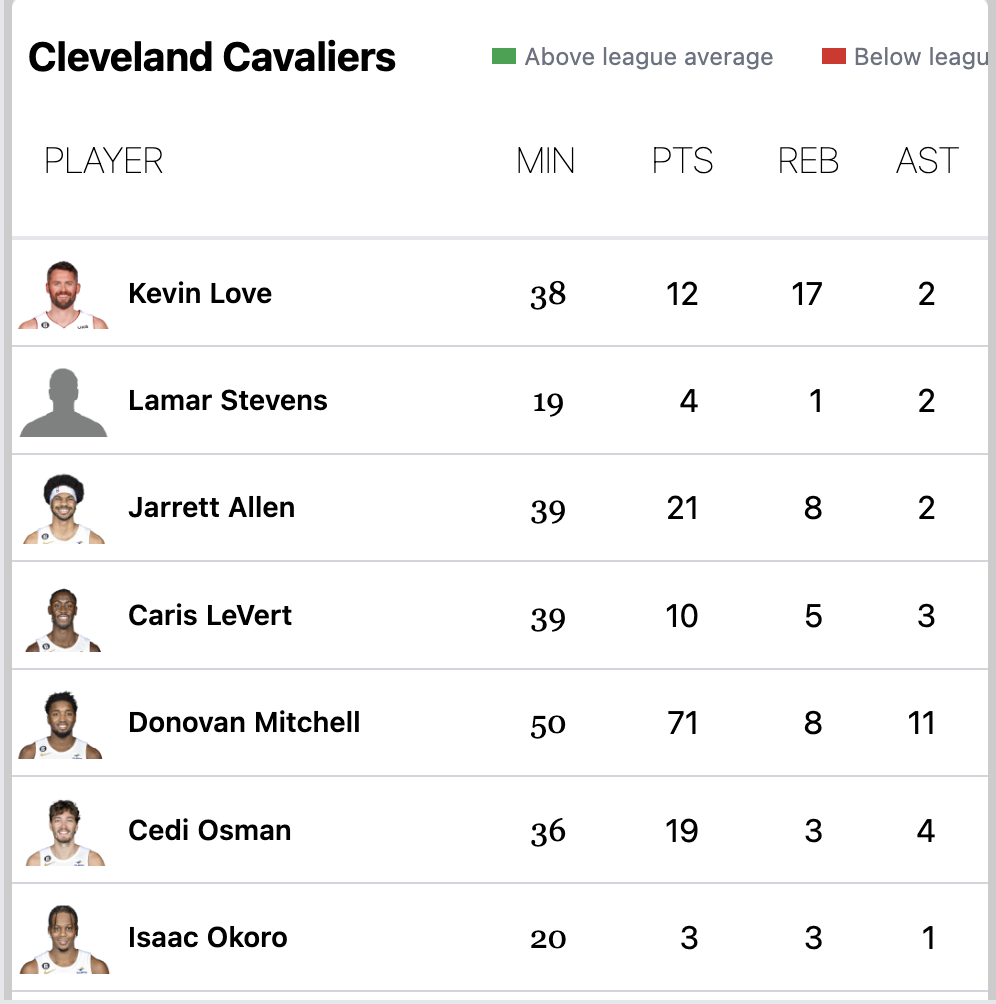 Cleveland Cavaliers Above league average Below leagu
PLAYER MIN PTS REB AST
Kevin Love 38 12 17 2
Lamar Stevens 19 4 1 2
Jarrett Allen 39 21 8 2
Caris LeVert 39 10 5 3
Donovan Mitchell 50 71 8 11
Cedi Osman 36 19 3 4
Isaac Okoro 20 3 3 1